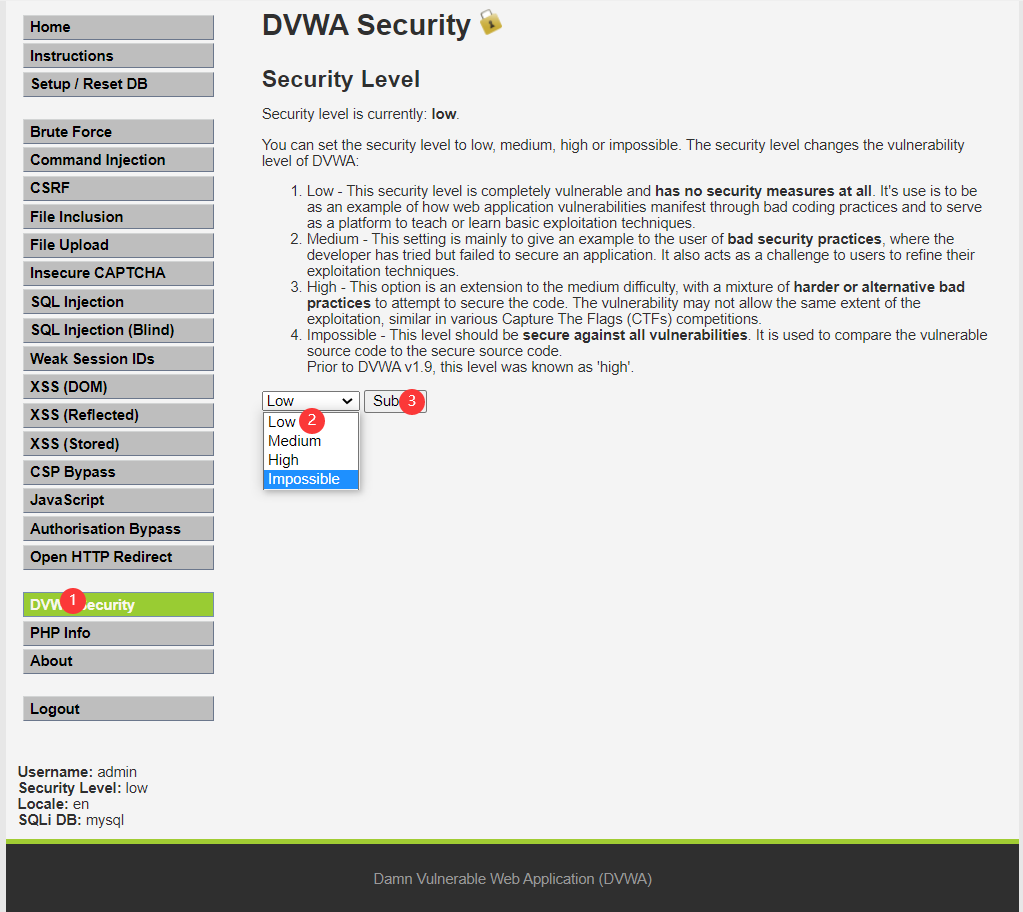 Home
Instructions
Setup / Reset DB
Brute Force
Command Injection
CSRF
File Inclusion
File Upload
Insecure CAPTCHA
SQL Injection
SQL Injection (Blind)
Weak Session IDs
XSS (DOM)
XSS (Reflected)
XSS (Stored)
CSP Bypass
JavaScript
Authorisation Bypass
Open HTTP Redirect
DVW 1 ecurity
PHP Info
About
Logout
Username: admin
Security Level: low
Locale: en
SQLi DB: mysql
DVWA Security
Security Level
Security level is currently: low.
You can set the security level to low, medium, high or impossible. The security level changes the vulnerability
level of DVWA:
1. Low - This security level is completely vulnerable and has no security measures at all. It's use is to be
as an example of how web application vulnerabilities manifest through bad coding practices and to serve
as a platform to teach or learn basic exploitation techniques.
2. Medium - This setting is mainly to give an example to the user of bad security practices, where the
developer has tried but failed to secure an application. It also acts as a challenge to users to refine their
exploitation techniques.
3. High - This option is an extension to the medium difficulty, with a mixture of harder or alternative bad
practices to attempt to secure the code. The vulnerability may not allow the same extent of the
exploitation, similar in various Capture The Flags (CTFs) competitions.
4. Impossible - This level should be secure against all vulnerabilities. It is used to compare the vulnerable
source code to the secure source code.
Prior to DVWA v1.9, this level was known as 'high'.
Low Sub 3
Low 2
Medium
High
Impossible
Damn Vulnerable Web Application (DVWA)